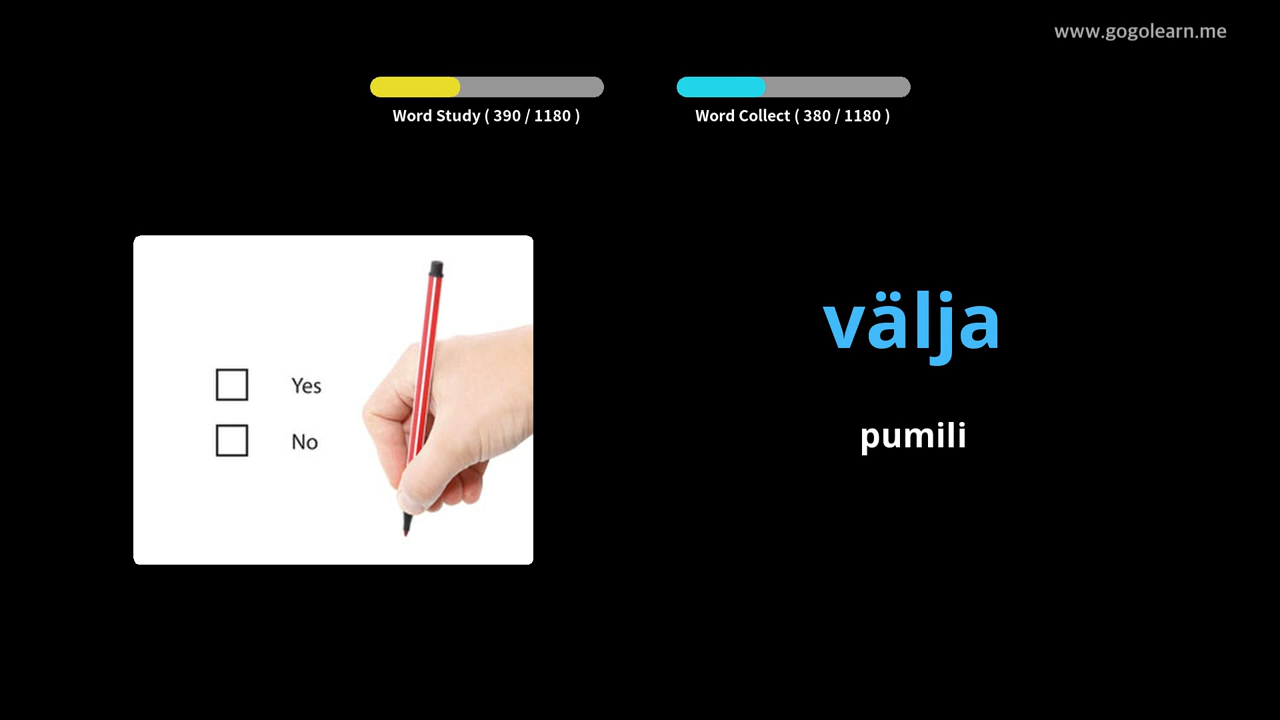 www.gogolearn.me
Word Study ( 390 / 1180 )
Word Collect ( 380 / 1180 )
Yes
No
välja
pumili